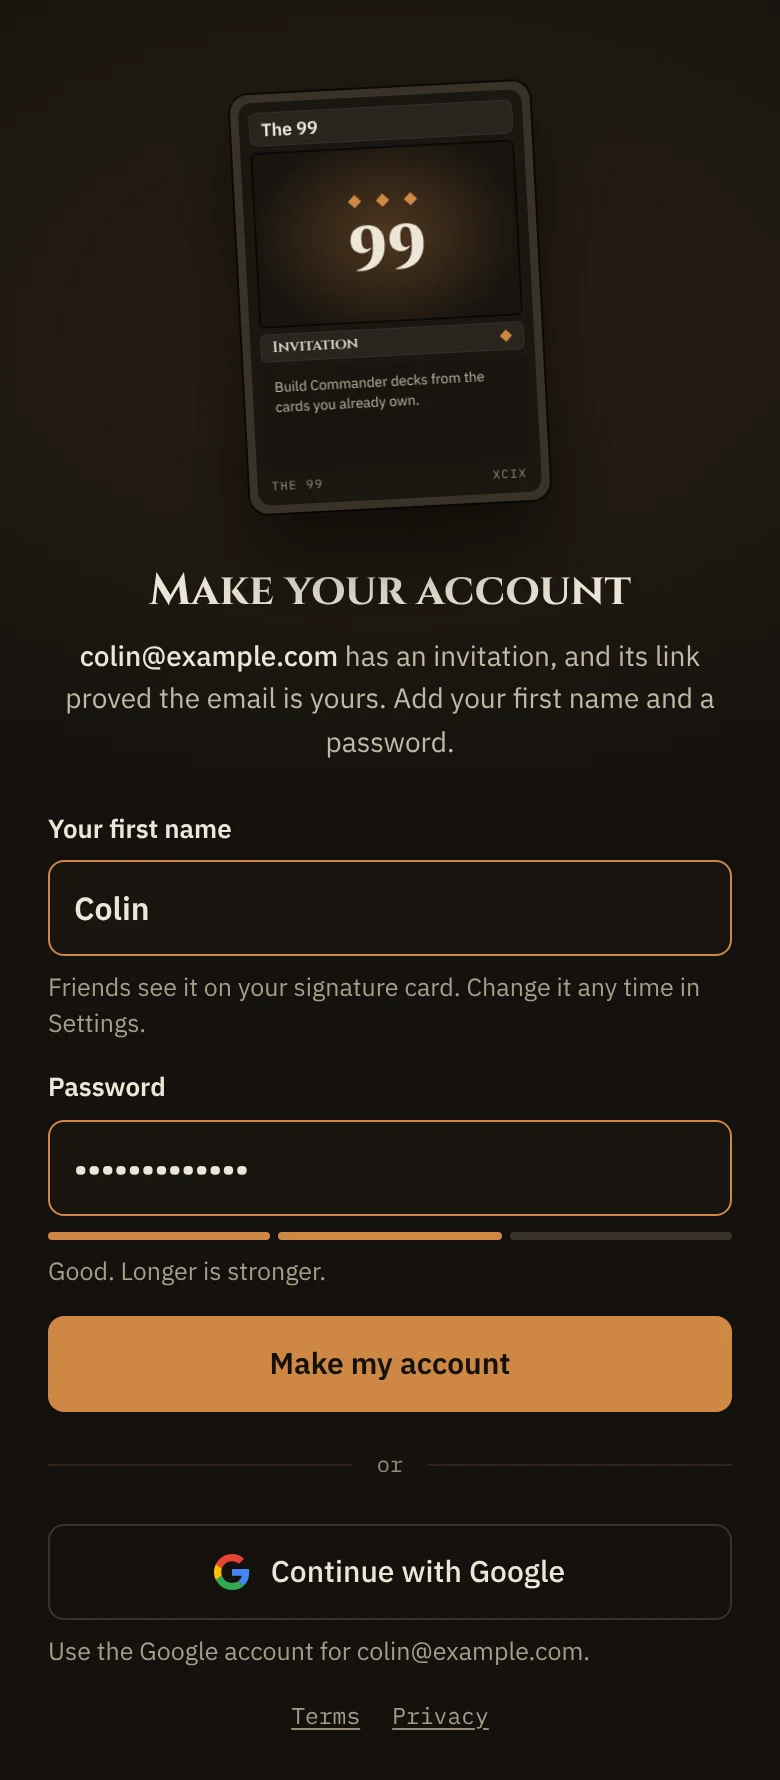 The 99
99
Invitation
Build Commander decks from the
cards you already own.
THE 99
XCIX
Make your account
colin@example.com has an invitation, and its link
proved the email is yours. Add your first name and a
password.
Your first name
Colin
Friends see it on your signature card. Change it any time in
Settings.
Password
•••••••••••••
Good. Longer is stronger.
Make my account
or
Continue with Google
Use the Google account for colin@example.com.
Terms Privacy